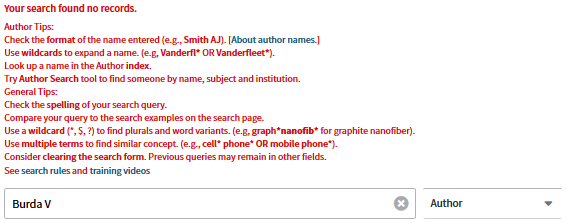 Your search found no records.
Author Tips:
Check the format of the name entered (e.g., Smith AJ). [About author names.]
Use wildcards to expand a name. (e.g, Vanderfl* OR Vanderfleet*).
Look up a name in the Author index.
Try Author Search tool to find someone by name, subject and institution.
General Tips:
Check the spelling of your search query.
Compare your query to the search examples on the search page.
Use a wildcard (*, $, ?) to find plurals and word variants. (e.g, graph*nanofib* for graphite nanofiber).
Use multiple terms to find similar concept. (e.g., cell* phone* OR mobile phone*).
Consider clearing the search form. Previous queries may remain in other fields.
See search rules and training videos
Burda V Author